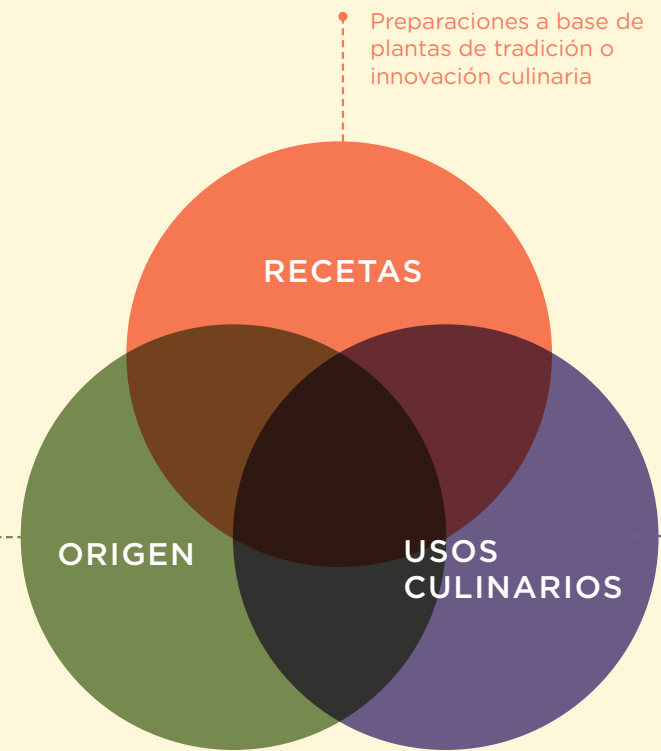 Preparaciones a base de
plantas de tradición o
innovación culinaria
RECETAS
ORIGEN
USOS
CULINARIOS